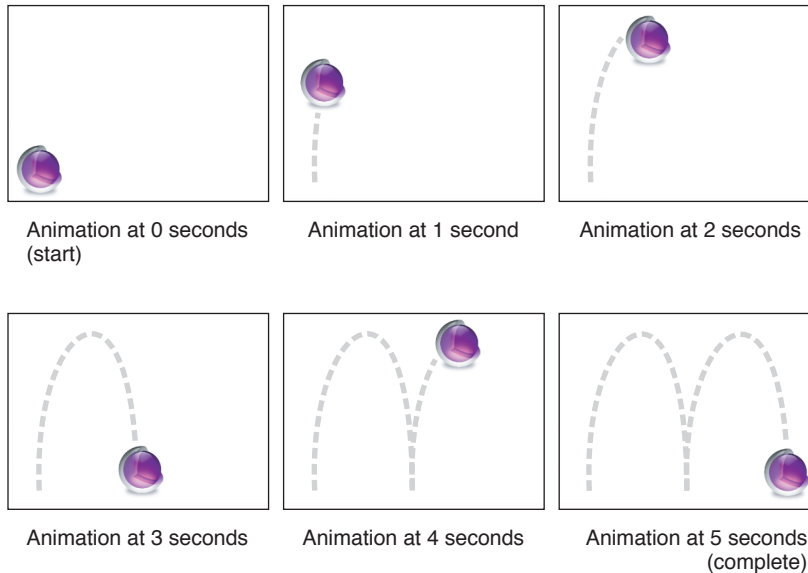 Animation at 0 seconds
(start)
Animation at 1 second
Animation at 2 seconds
Animation at 3 seconds
Animation at 4 seconds
Animation at 5 seconds
(complete)